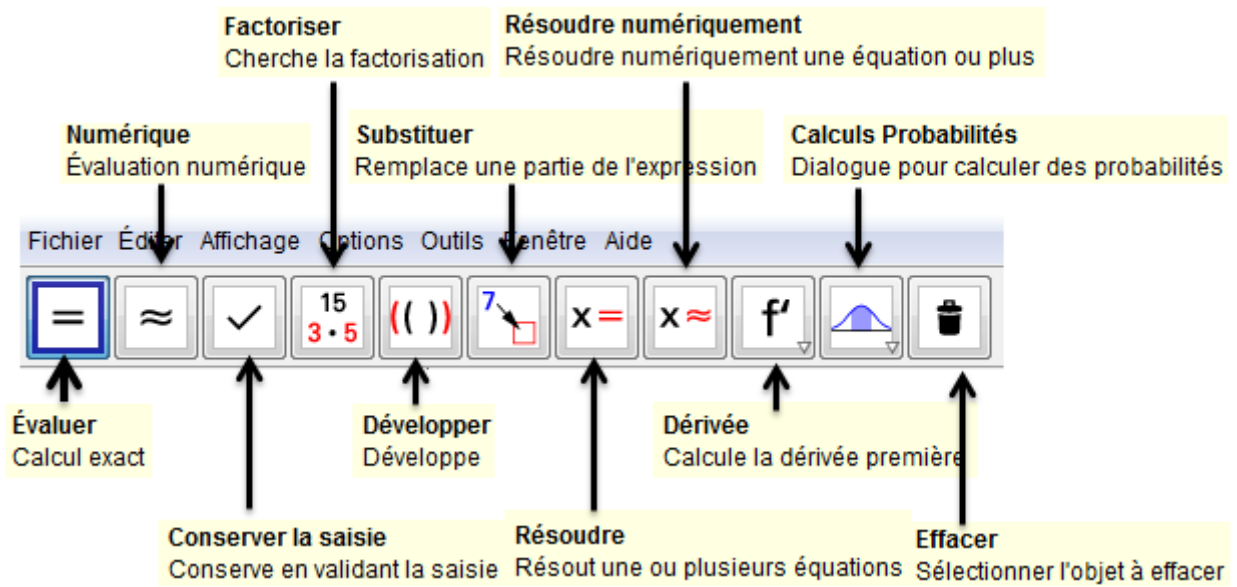 Factoriser
Cherche la factorisation
Résoudre numériquement
Résoudre numériquement une équation ou plus
Numérique
Évaluation numérique
Substituer
Remplace une partie de l'expression
Calculs Probabilités
Dialogue pour calculer des probabilités
Fichier Éditer Affichage Options Outils Fenêtre Aide
=
≈
✓
15
3 · 5
(( ))
7
x =
x ≈
f′
Évaluer
Calcul exact
Développer
Développe
Dérivée
Calcule la dérivée première
Conserver la saisie
Conserve en validant la saisie
Résoudre
Résout une ou plusieurs équations
Effacer
Sélectionner l'objet à effacer